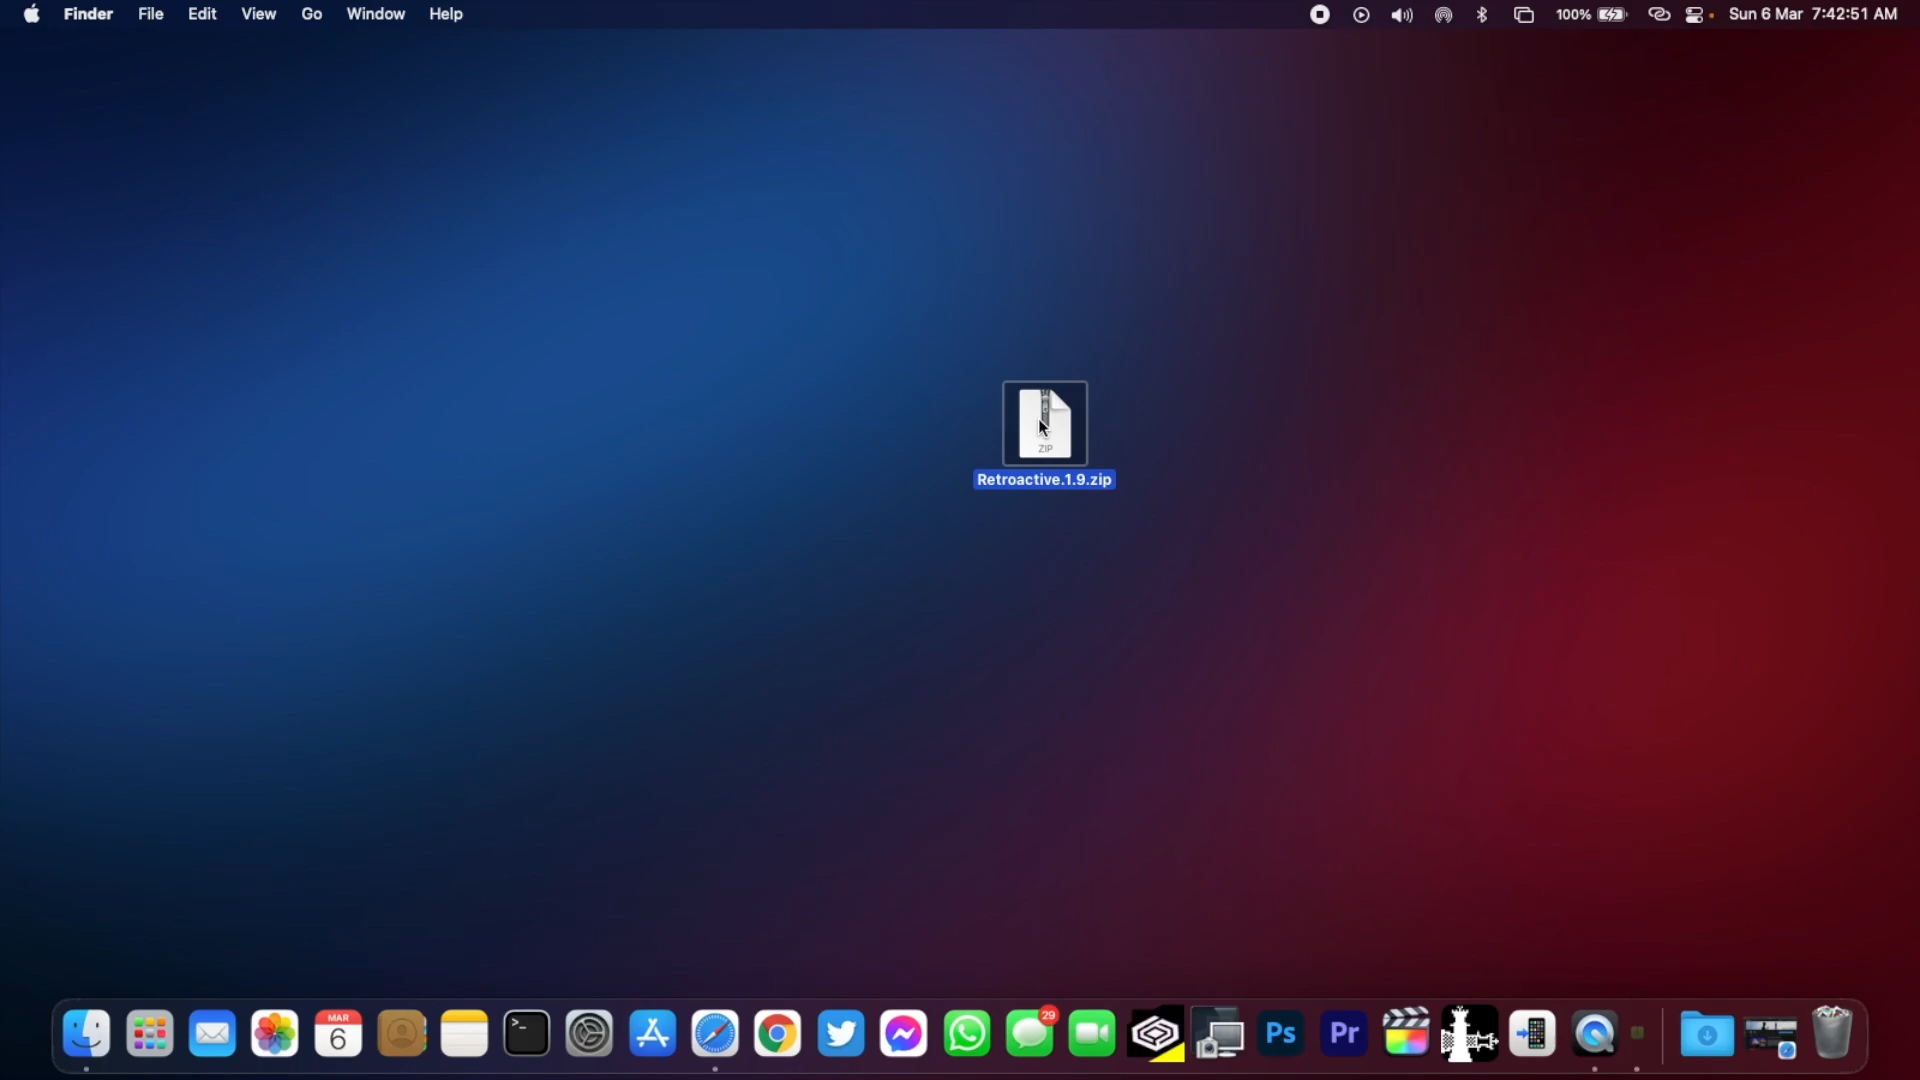 Finder File Edit View Go Window Help 100% Sun 6 Mar 7:42:51 AM
ZIP
Retroactive.1.9.zip
MAR
6
>_
29
Ps
Pr